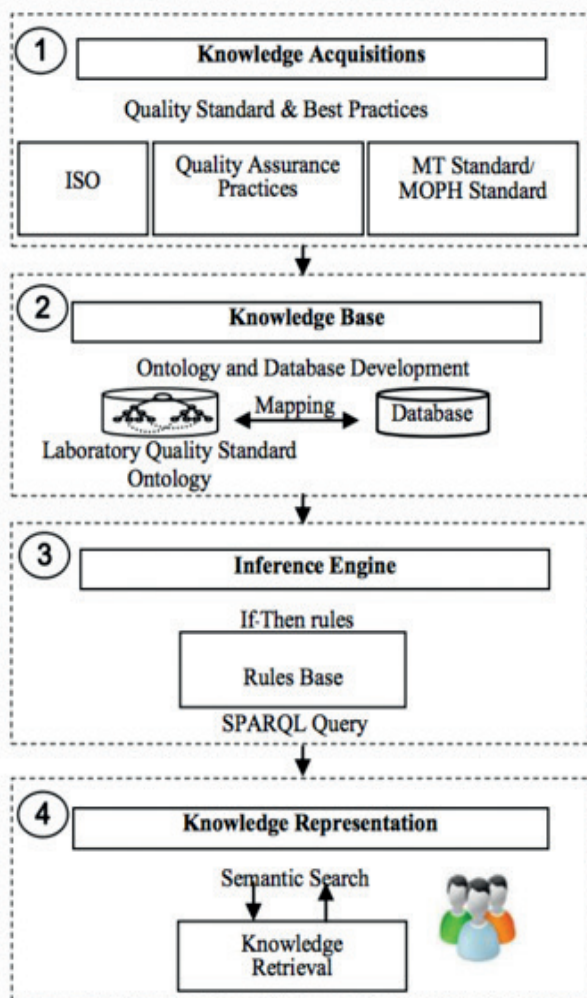 1
Knowledge Acquisitions
Quality Standard & Best Practices
ISO
Quality Assurance
Practices
MT Standard/
MOPH Standard
2
Knowledge Base
Ontology and Database Development
Mapping
Database
Laboratory Quality Standard
Ontology
3
Inference Engine
If-Then rules
Rules Base
SPARQL Query
4
Knowledge Representation
Semantic Search
Knowledge
Retrieval